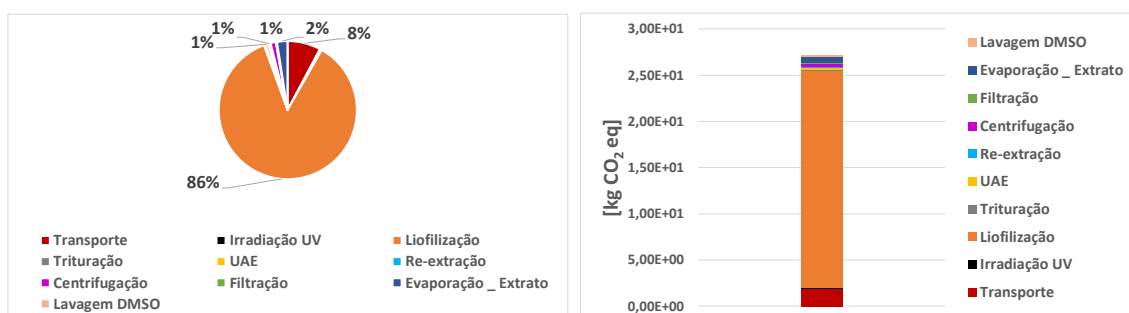 1% 1% 2% 8%
1%
86%
Transporte Irradiação UV Liofilização
Trituração UAE Re-extração
Centrifugação Filtração Evaporação _ Extrato
Lavagem DMSO
[kg CO₂ eq]
3,00E+01
2,50E+01
2,00E+01
1,50E+01
1,00E+01
5,00E+00
0,00E+00
Lavagem DMSO
Evaporação _ Extrato
Filtração
Centrifugação
Re-extração
UAE
Trituração
Liofilização
Irradiação UV
Transporte